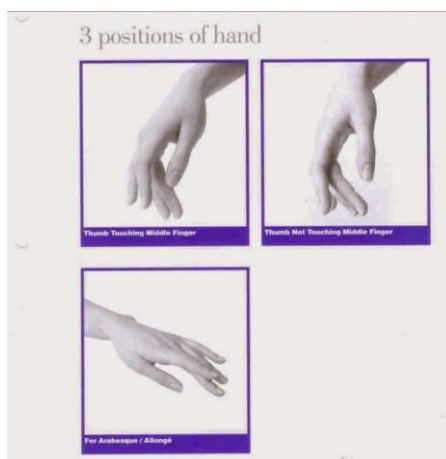 3 positions of hand
Thumb Touching Middle Finger
Thumb Not Touching Middle Finger
For Arabesque / Allongé